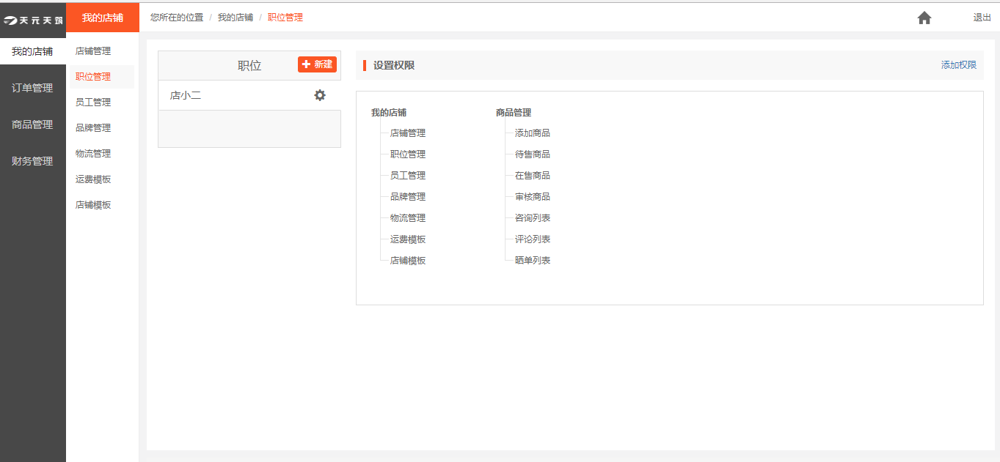 天元天筑
我的店铺
您所在的位置 / 我的店铺 / 职位管理
退出
我的店铺
订单管理
商品管理
财务管理
店铺管理
职位管理
员工管理
品牌管理
物流管理
运费模板
店铺模板
职位
新建
店小二
设置权限
添加权限
我的店铺
店铺管理
职位管理
员工管理
品牌管理
物流管理
运费模板
店铺模板
商品管理
添加商品
待售商品
在售商品
审核商品
咨询列表
评论列表
晒单列表